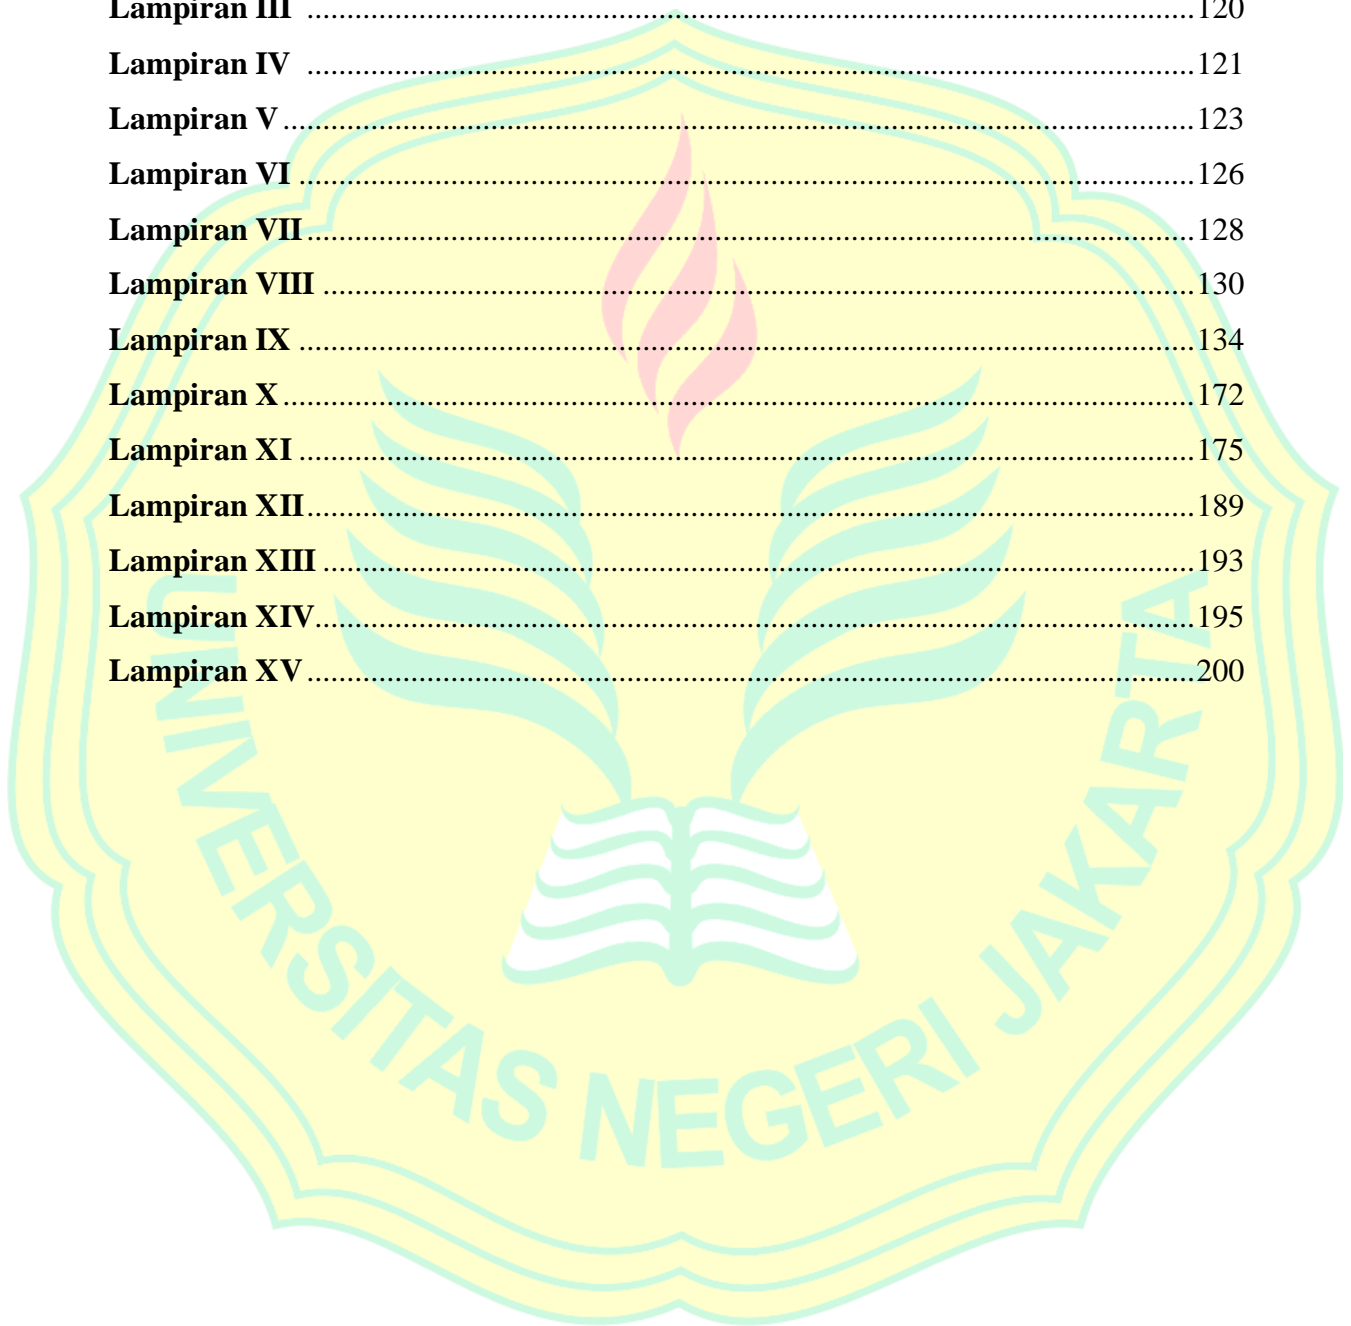 Lampiran III ........................................................................................................120
Lampiran IV ........................................................................................................121
Lampiran V ..........................................................................................................123
Lampiran VI ........................................................................................................126
Lampiran VII .......................................................................................................128
Lampiran VIII .....................................................................................................130
Lampiran IX ........................................................................................................134
Lampiran X ..........................................................................................................172
Lampiran XI ........................................................................................................175
Lampiran XII .......................................................................................................189
Lampiran XIII .....................................................................................................193
Lampiran XIV ......................................................................................................195
Lampiran XV .......................................................................................................200
UNIVERSITAS NEGERI JAKARTA